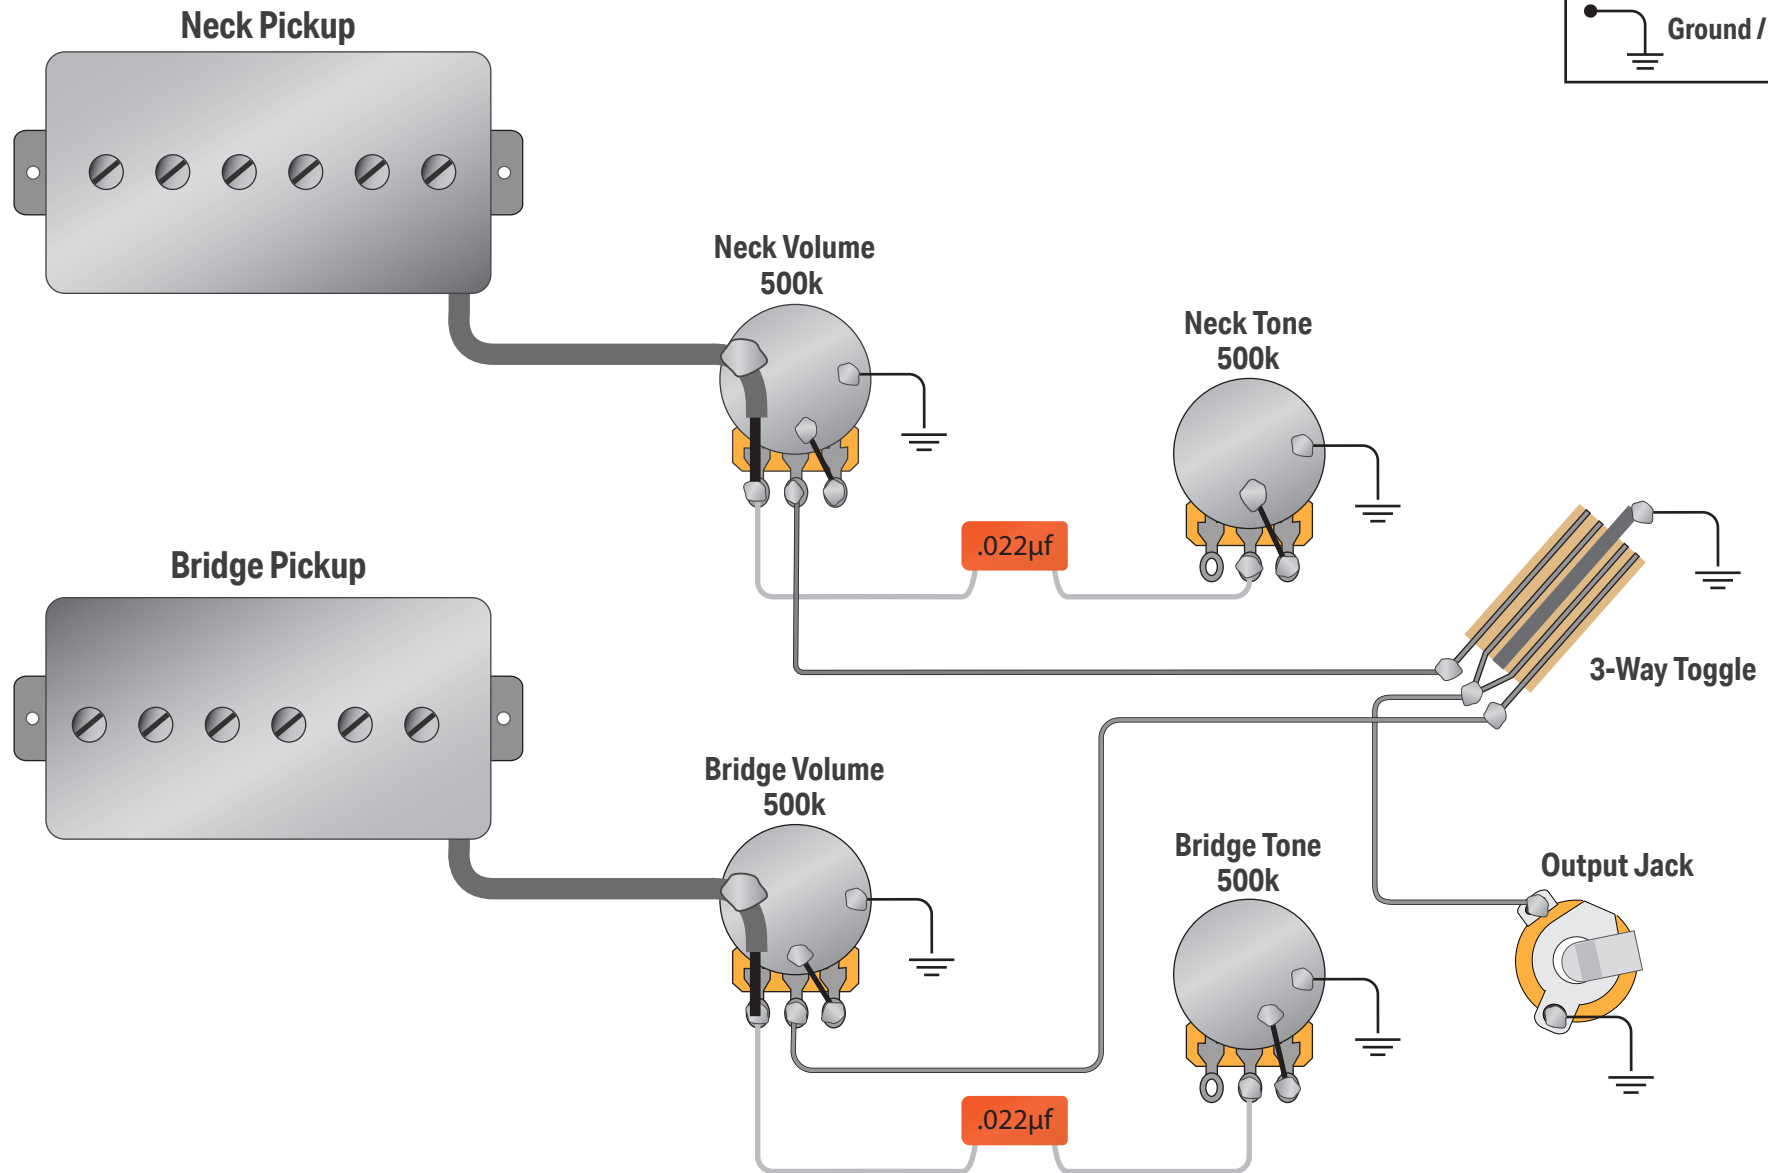 Neck Pickup
Ground /
Neck Volume
500k
Neck Tone
500k
.022µf
Bridge Pickup
3-Way Toggle
Bridge Volume
500k
Bridge Tone
500k
Output Jack
.022µf